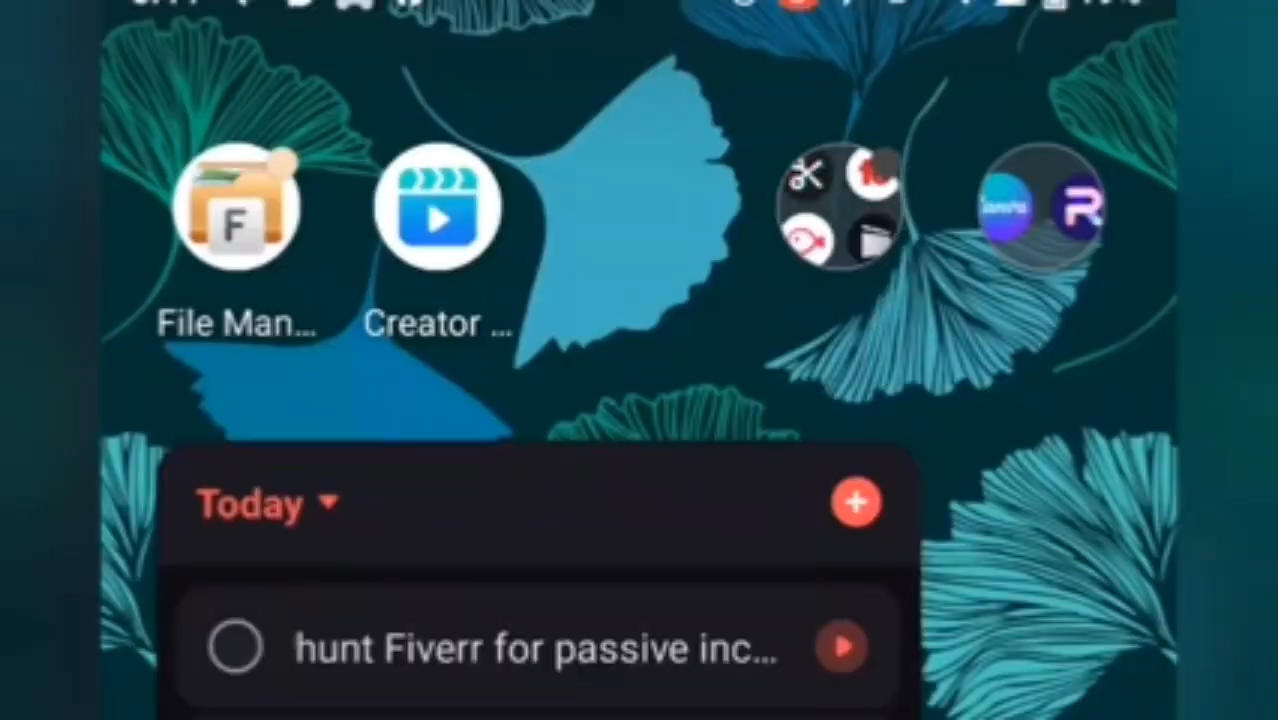 F
File Man...
Creator ...
Today
hunt Fiverr for passive inc...